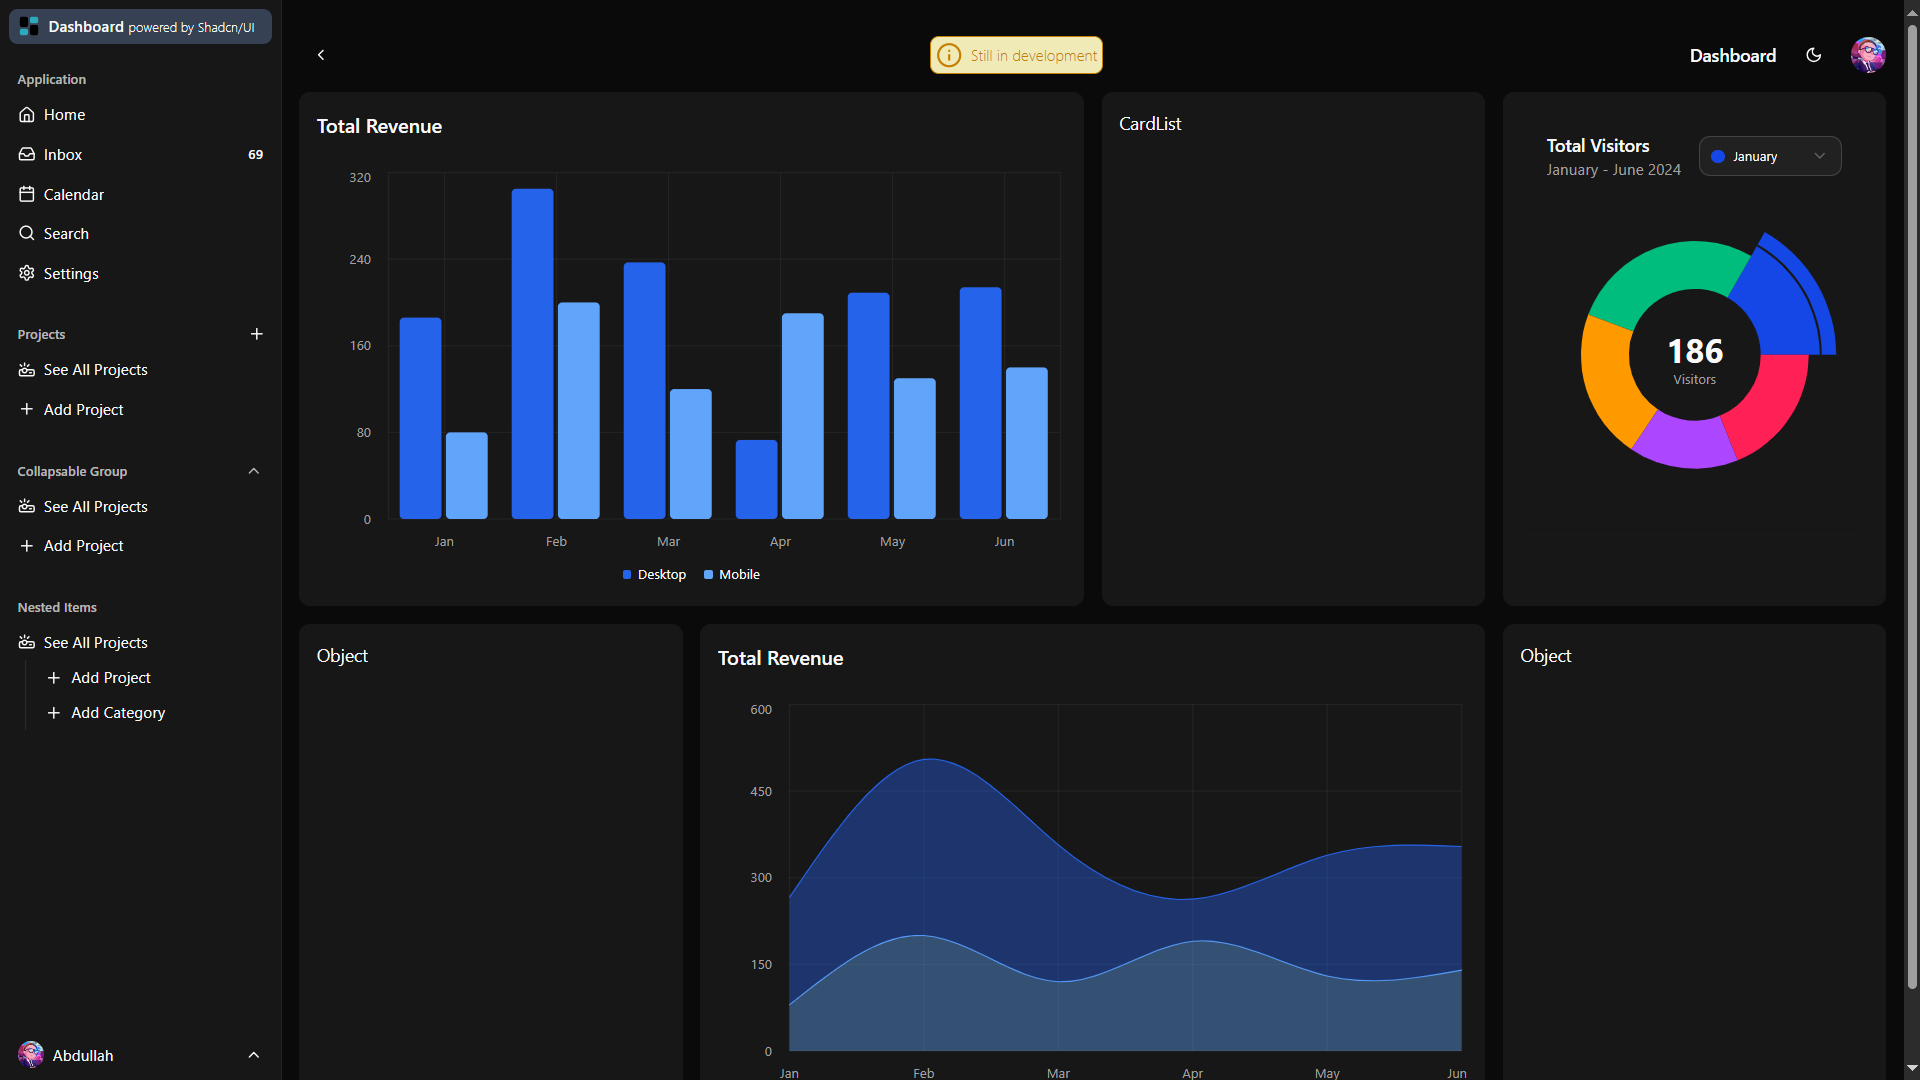 Dashboard powered by Shadcn/UI
Application
Home
Inbox 69
Calendar
Search
Settings
Projects
See All Projects
Add Project
Collapsable Group
See All Projects
Add Project
Nested Items
See All Projects
Add Project
Add Category
Abdullah
Still in development
Dashboard
Total Revenue
320
240
160
80
0
Jan Feb Mar Apr May Jun
Desktop Mobile
CardList
Total Visitors
January - June 2024
January
186
Visitors
Object
Total Revenue
600
450
300
150
0
Jan Feb Mar Apr May Jun
Object